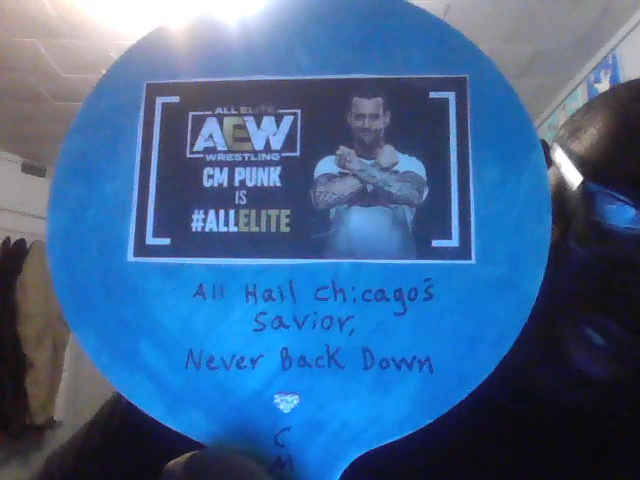 ALL ELITE
AEW
WRESTLING
CM PUNK
IS
#ALLELITE
All Hail Chicago's
Savior,
Never Back Down
C
M